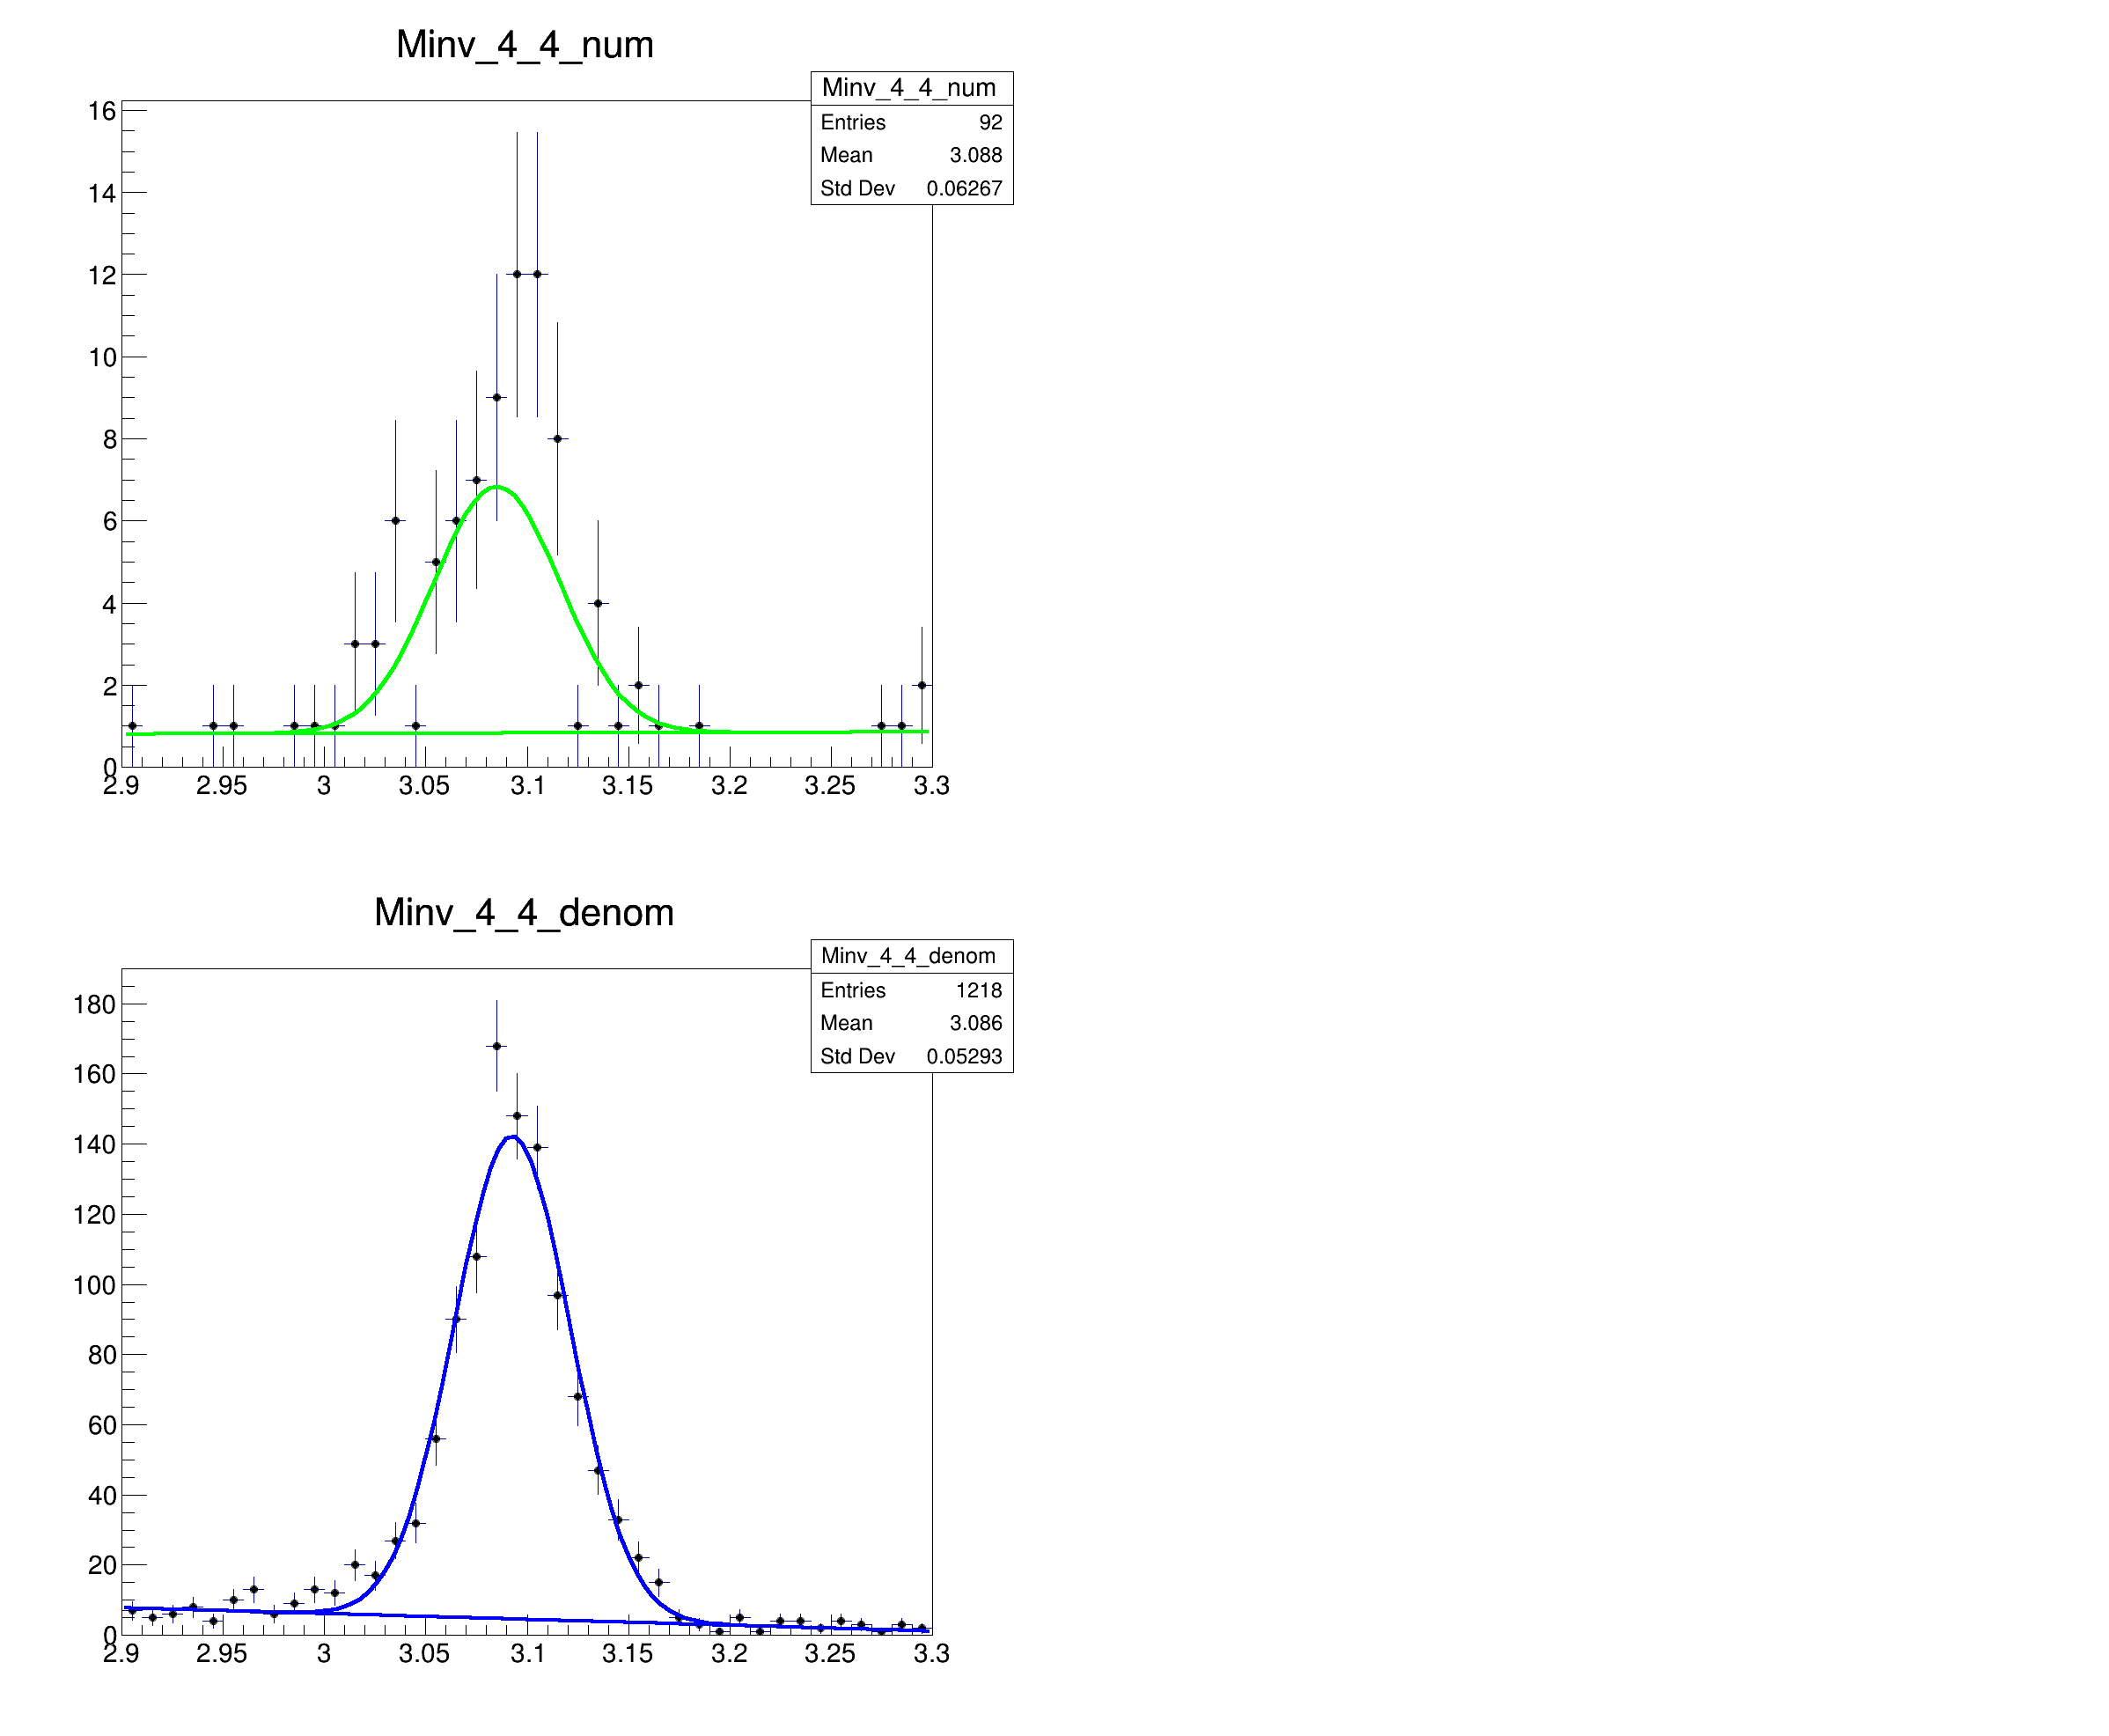 Minv_4_4_num
Minv_4_4_num
Entries 92
Mean 3.088
Std Dev 0.06267
16
14
12
10
8
6
4
2
0
2.9 2.95 3 3.05 3.1 3.15 3.2 3.25 3.3
Minv_4_4_denom
Minv_4_4_denom
Entries 1218
Mean 3.086
Std Dev 0.05293
180
160
140
120
100
80
60
40
20
0
2.9 2.95 3 3.05 3.1 3.15 3.2 3.25 3.3